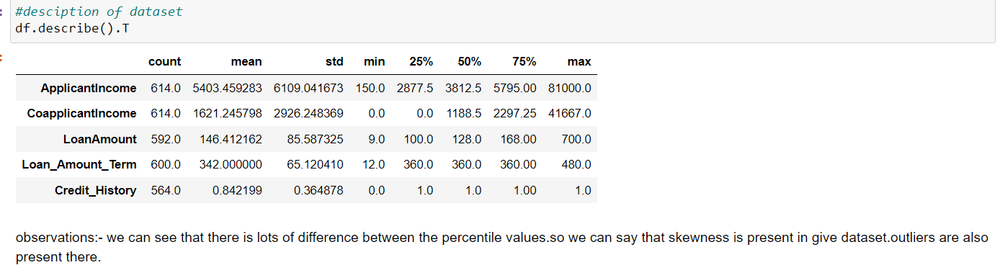 #desciption of dataset
df.describe().T
count mean std min 25% 50% 75% max
ApplicantIncome 614.0 5403.459283 6109.041673 150.0 2877.5 3812.5 5795.00 81000.0
CoapplicantIncome 614.0 1621.245798 2926.248369 0.0 0.0 1188.5 2297.25 41667.0
LoanAmount 592.0 146.412162 85.587325 9.0 100.0 128.0 168.00 700.0
Loan_Amount_Term 600.0 342.000000 65.120410 12.0 360.0 360.0 360.00 480.0
Credit_History 564.0 0.842199 0.364878 0.0 1.0 1.0 1.00 1.0
observations:- we can see that there is lots of difference between the percentile values.so we can say that skewness is present in give dataset.outliers are also
present there.